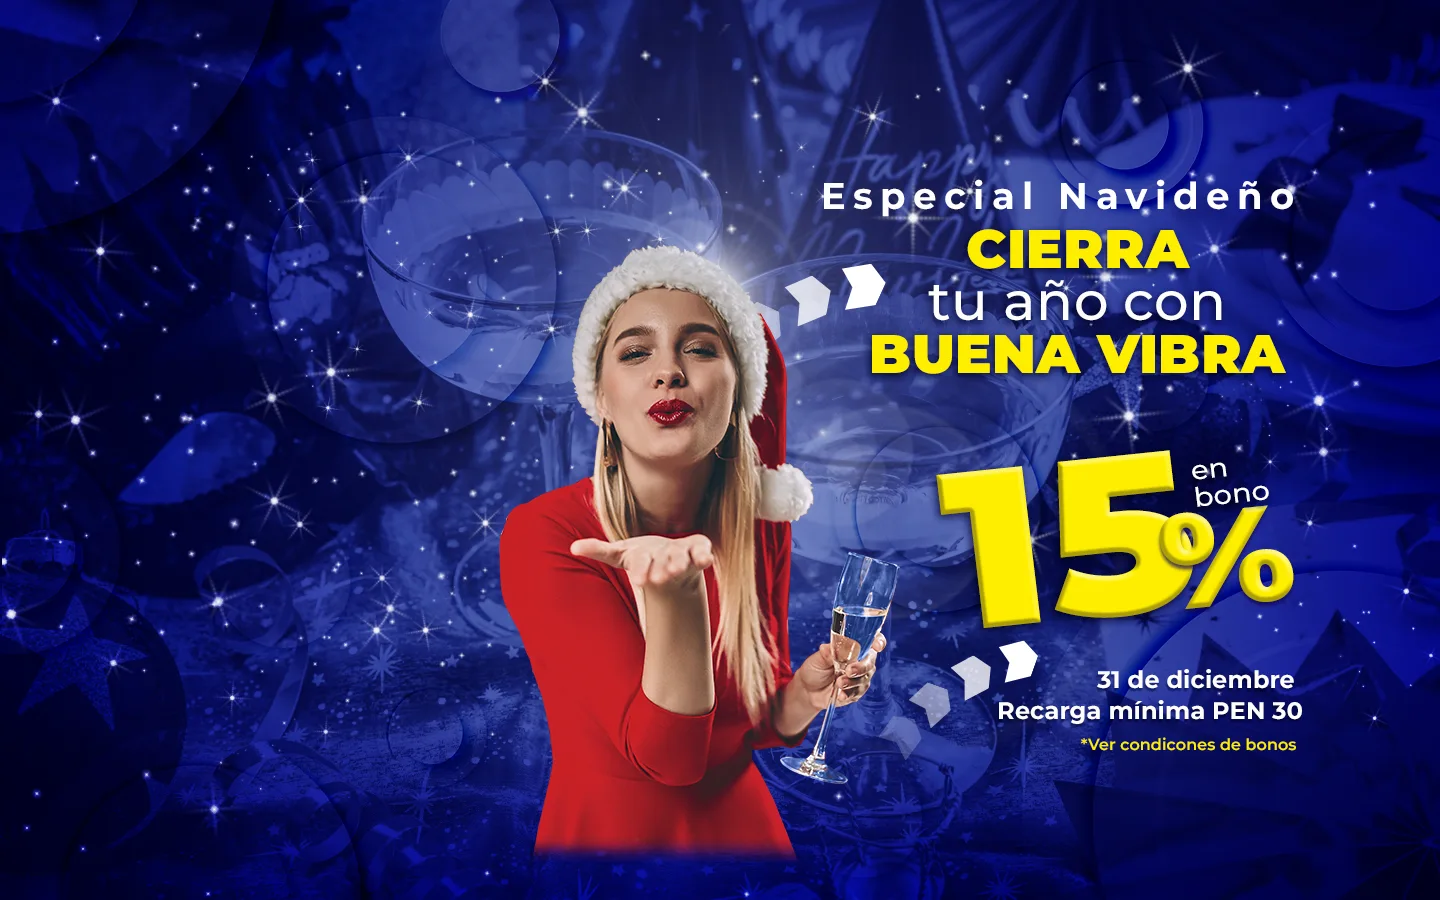 Happy
Especial Navideño
CIERRA
tu año con
BUENA VIBRA
15%
en
bono
31 de diciembre
Recarga mínima PEN 30
*Ver condicones de bonos